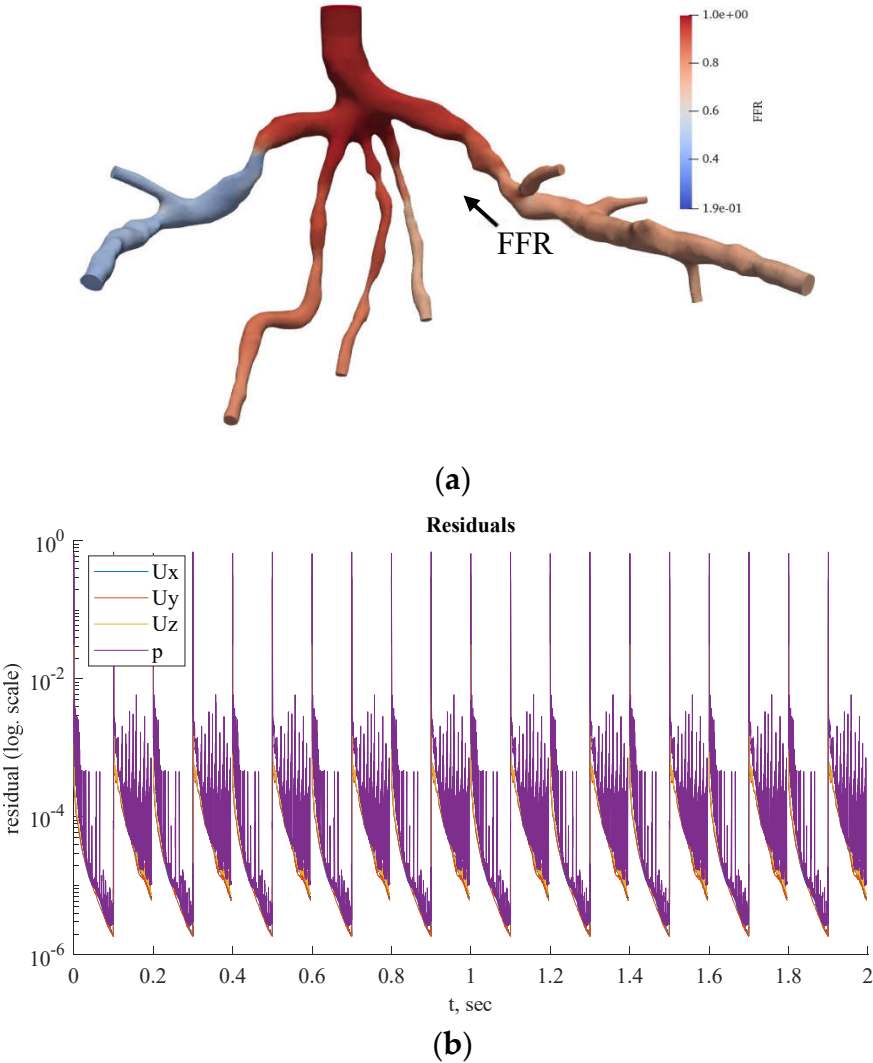 1.0e+00
0.8
0.6
0.4
1.9e-01
FFR
FFR
(a)
Residuals
10^0
10^-2
10^-4
10^-6
residual (log. scale)
Ux
Uy
Uz
p
0 0.2 0.4 0.6 0.8 1 1.2 1.4 1.6 1.8 2
t, sec
(b)